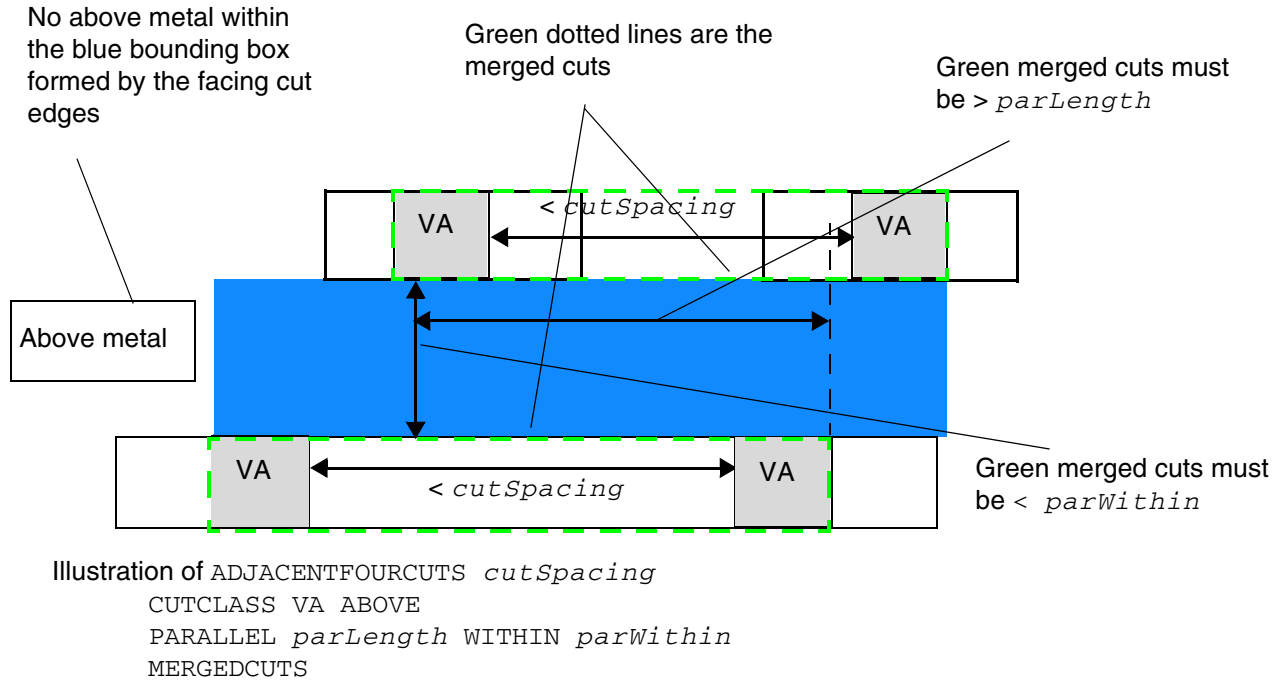 No above metal within
the blue bounding box
formed by the facing cut
edges
Green dotted lines are the
merged cuts
Green merged cuts must
be > parLength
VA
< cutSpacing
VA
Above metal
VA
< cutSpacing
VA
Green merged cuts must
be < parWithin
Illustration of ADJACENTFOURCUTS cutSpacing
CUTCLASS VA ABOVE
PARALLEL parLength WITHIN parWithin
MERGEDCUTS